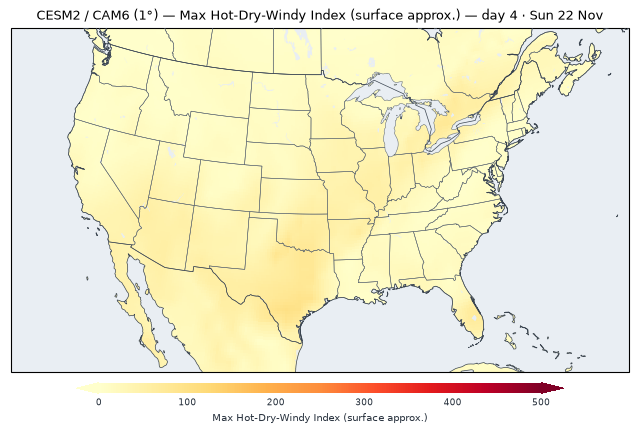 CESM2 / CAM6 (1°) — Max Hot-Dry-Windy Index (surface approx.) — day 4 · Sun 22 Nov
0 100 200 300 400 500
Max Hot-Dry-Windy Index (surface approx.)